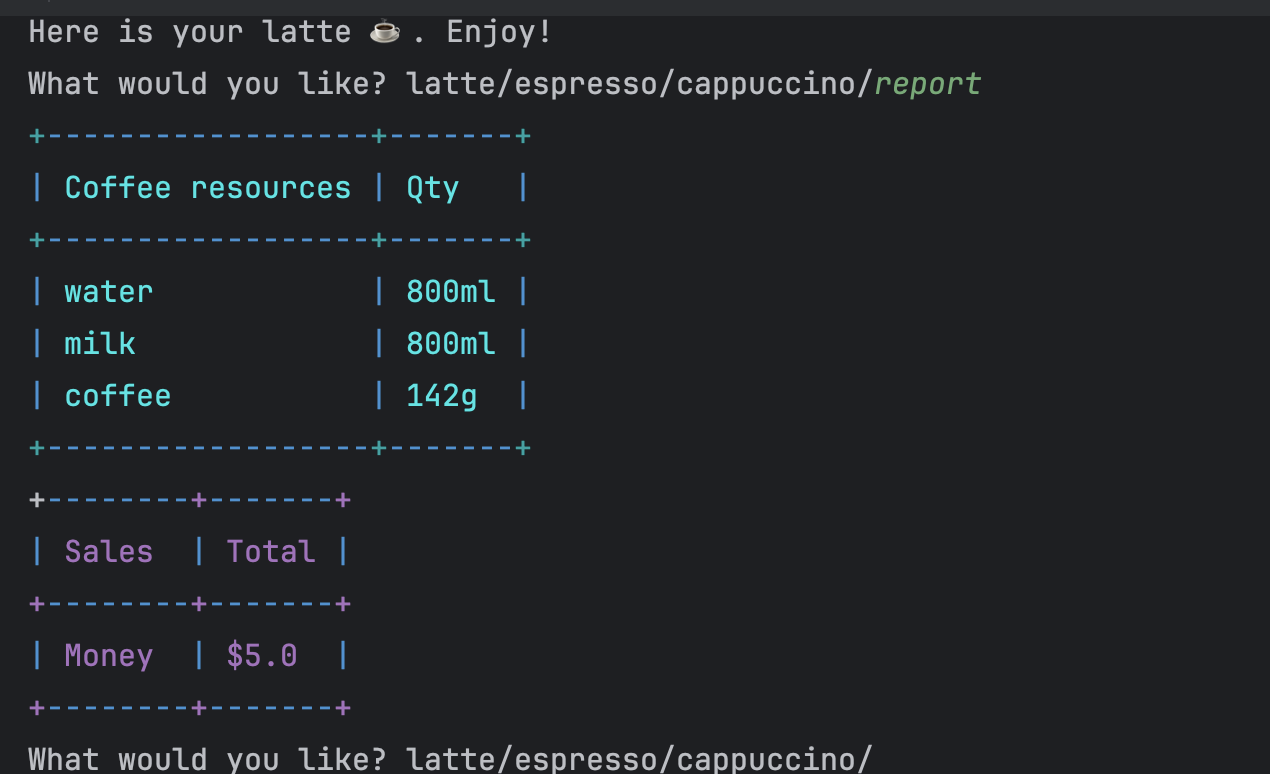 Here is your latte ☕. Enjoy!
What would you like? latte/espresso/cappuccino/report
+------------------+-------+
| Coffee resources | Qty   |
+------------------+-------+
| water            | 800ml |
| milk             | 800ml |
| coffee           | 142g  |
+------------------+-------+
+--------+-------+
| Sales  | Total |
+--------+-------+
| Money  | $5.0  |
+--------+-------+
What would you like? latte/espresso/cappuccino/